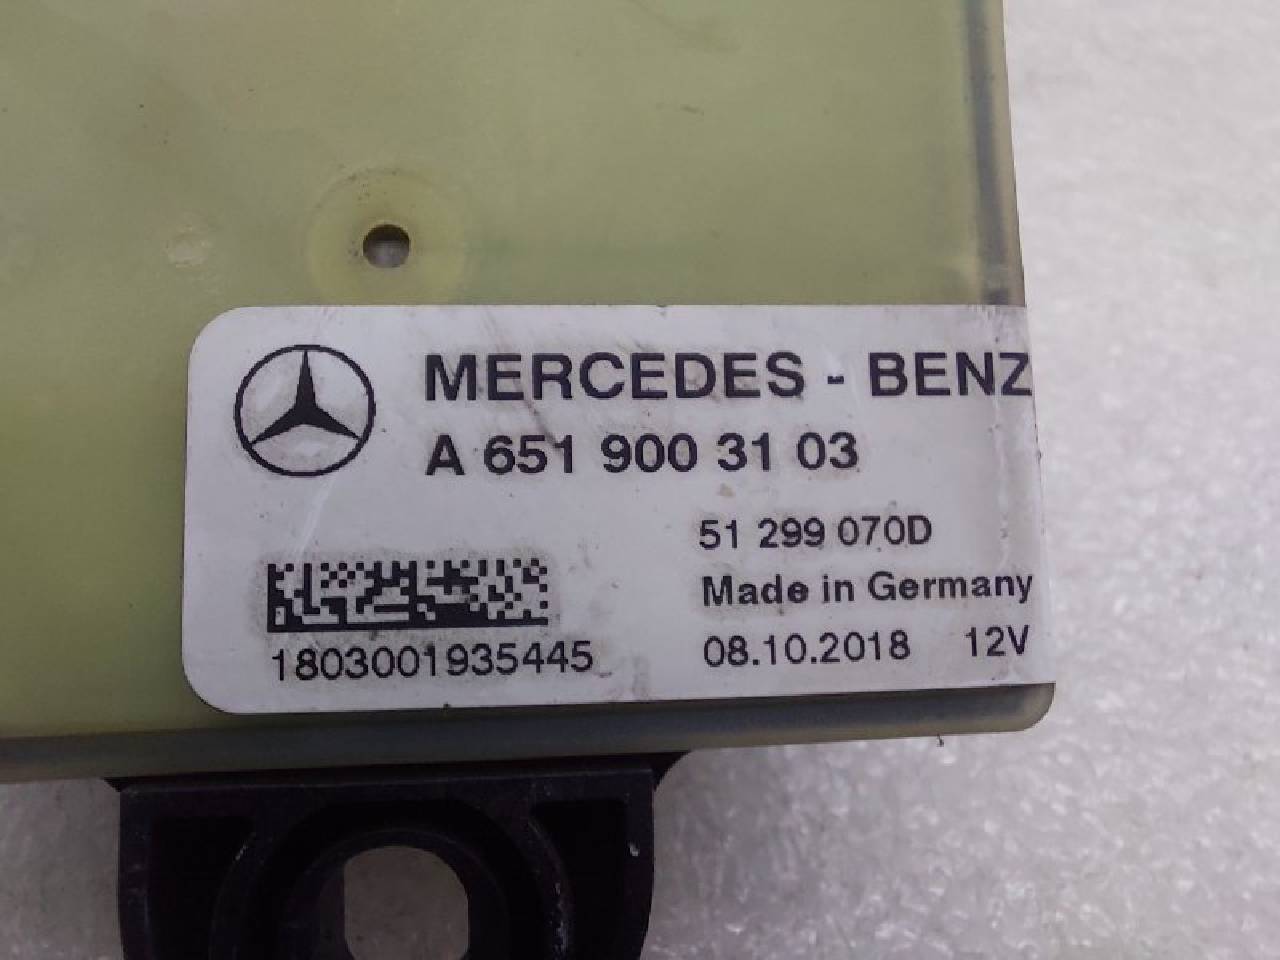 MERCEDES - BENZ
A 651 900 31 03
51 299 070D
Made in Germany
1803001935445
08.10.2018 12V